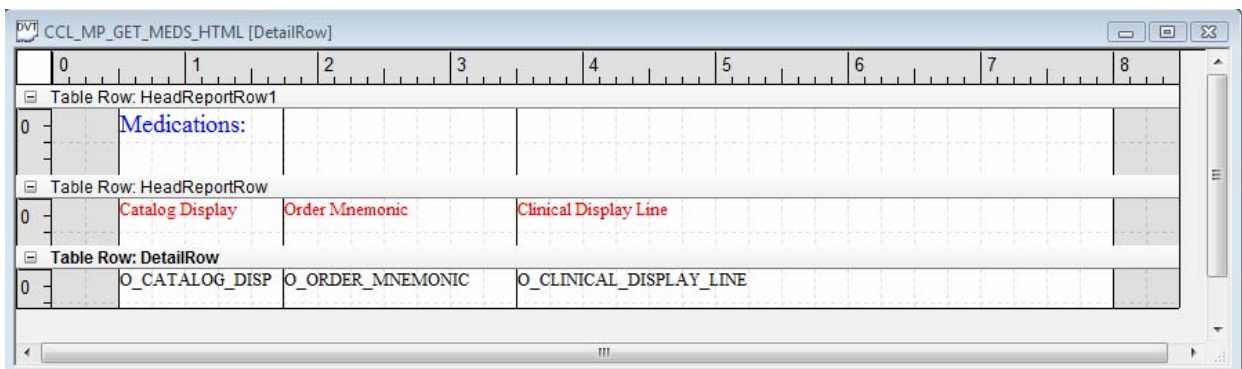 DVT CCL_MP_GET_MEDS_HTML [DetailRow]
0 1 2 3 4 5 6 7 8
Table Row: HeadReportRow1
0 Medications:
Table Row: HeadReportRow
0 Catalog Display Order Mnemonic Clinical Display Line
Table Row: DetailRow
0 O_CATALOG_DISP O_ORDER_MNEMONIC O_CLINICAL_DISPLAY_LINE